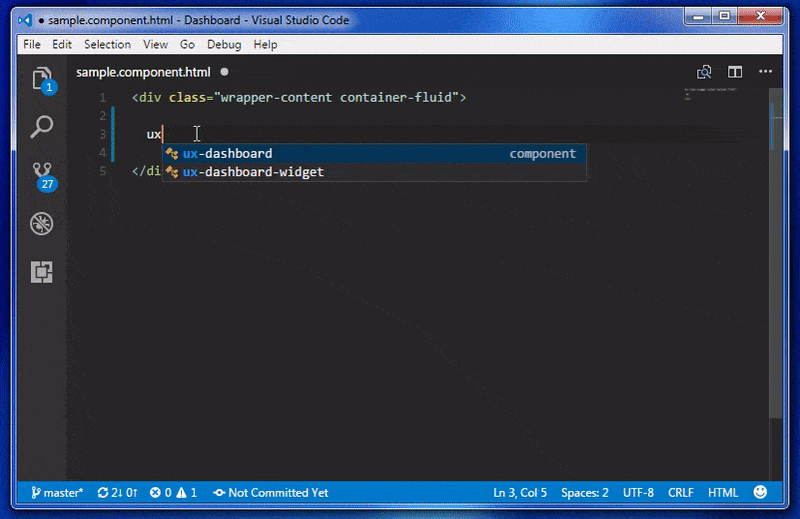 ● sample.component.html - Dashboard - Visual Studio Code
File Edit Selection View Go Debug Help
sample.component.html ●
1
1 <div class="wrapper-content container-fluid">
2
3 ux
ux-dashboard component
4
5 </di
ux-dashboard-widget
27
master* 2↓ 0↑ 0 1 Not Committed Yet Ln 3, Col 5 Spaces: 2 UTF-8 CRLF HTML